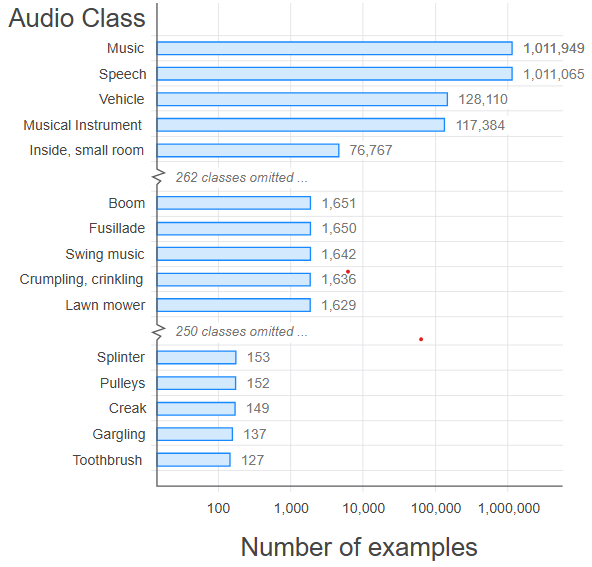 Audio Class
Music 1,011,949
Speech 1,011,065
Vehicle 128,110
Musical Instrument 117,384
Inside, small room 76,767
262 classes omitted ...
Boom 1,651
Fusillade 1,650
Swing music 1,642
Crumpling, crinkling 1,636
Lawn mower 1,629
250 classes omitted ...
Splinter 153
Pulleys 152
Creak 149
Gargling 137
Toothbrush 127
100 1,000 10,000 100,000 1,000,000
Number of examples